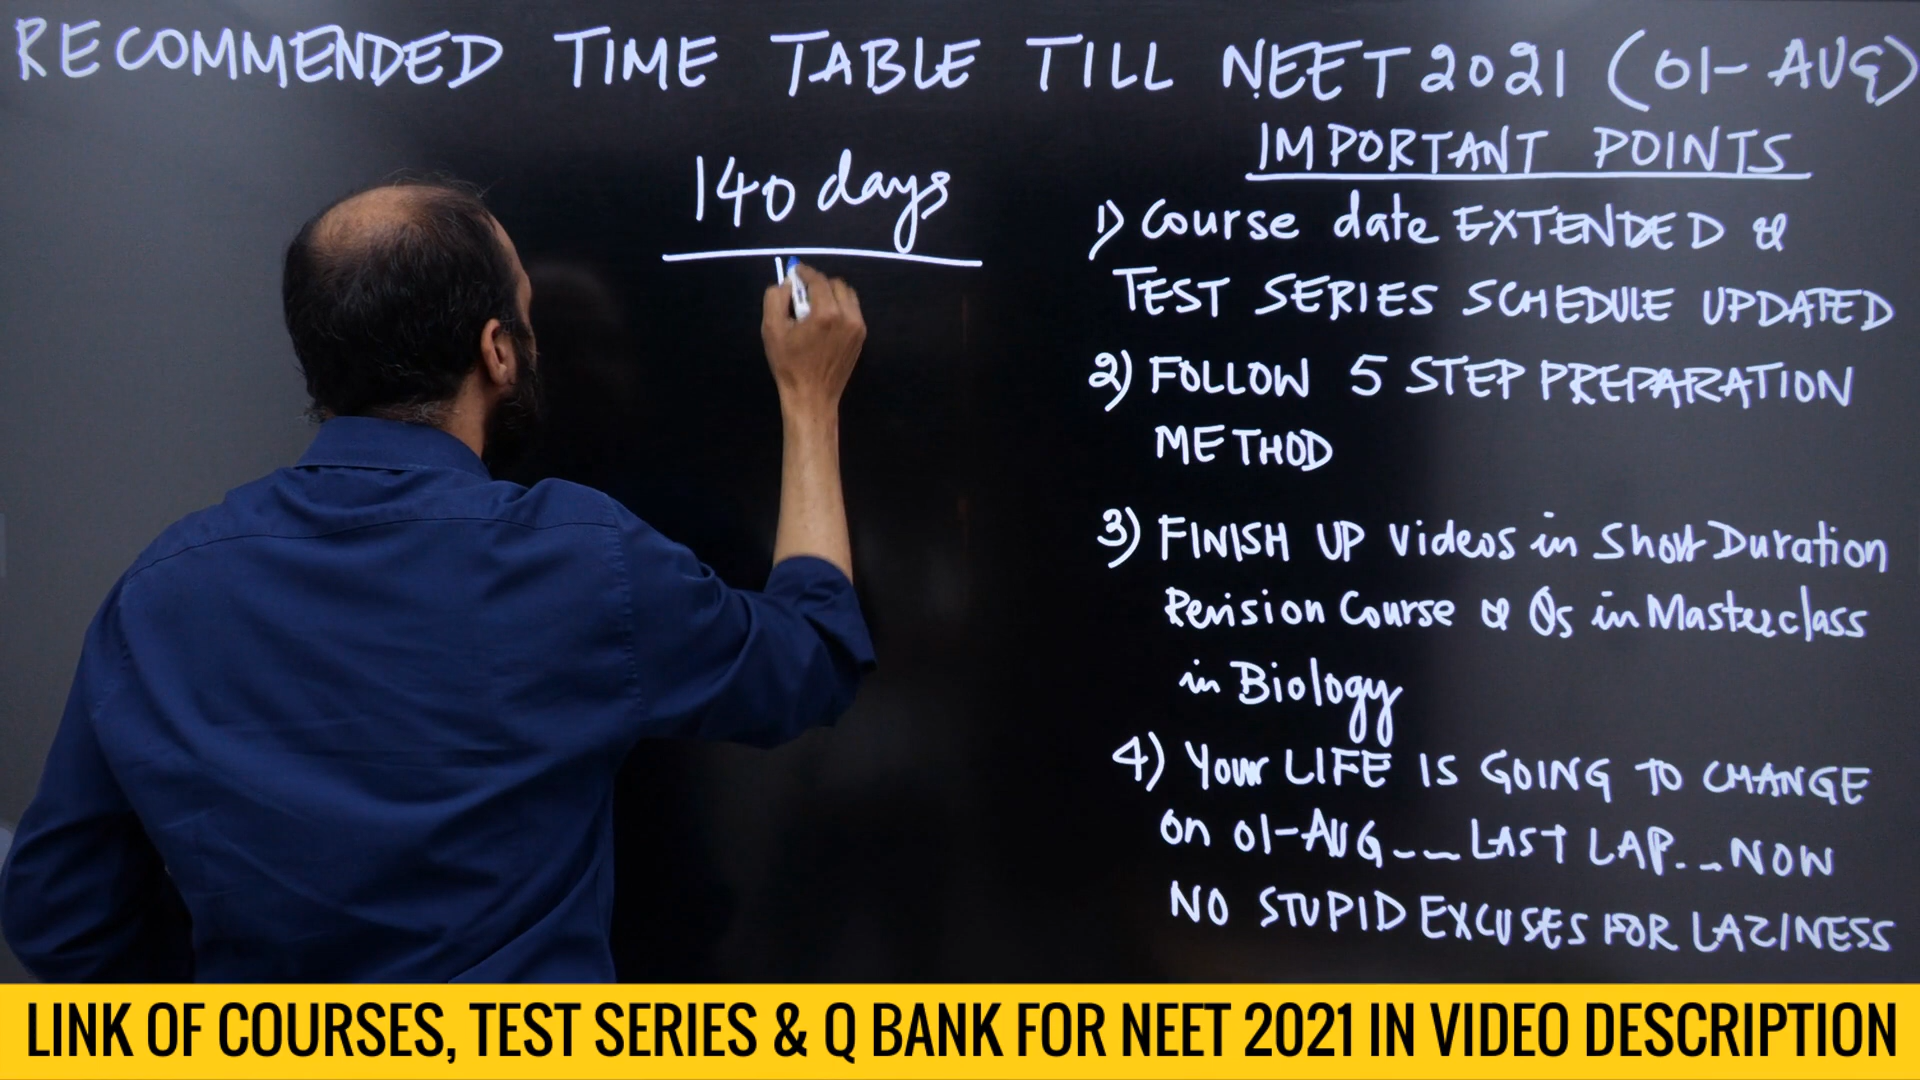 RECOMMENDED TIME TABLE TILL NEET 2021 (01-AUG)
140 days
IMPORTANT POINTS
1) Course date EXTENDED &
TEST SERIES SCHEDULE UPDATED
2) FOLLOW 5 STEP PREPARATION
METHOD
3) FINISH UP Videos in Short Duration
Revision Course & Qs in Masterclass
in Biology
4) Your LIFE IS GOING TO CHANGE
on 01-AUG__LAST LAP..NOW
NO STUPID EXCUSES FOR LAZINESS
LINK OF COURSES, TEST SERIES & Q BANK FOR NEET 2021 IN VIDEO DESCRIPTION